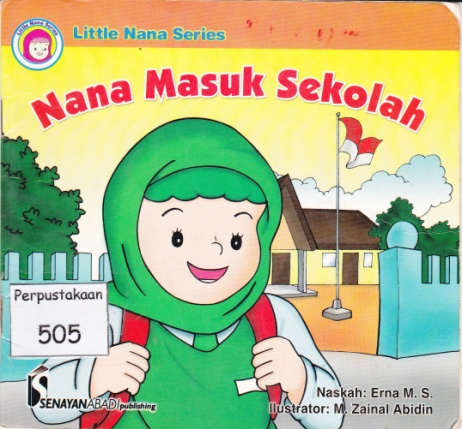 Little Nana Series
Little Nana Series
Nana Masuk Sekolah
Perpustakaan
505
SENAYANABADI publishing
Naskah: Erna M. S.
Ilustrator: M. Zainal Abidin